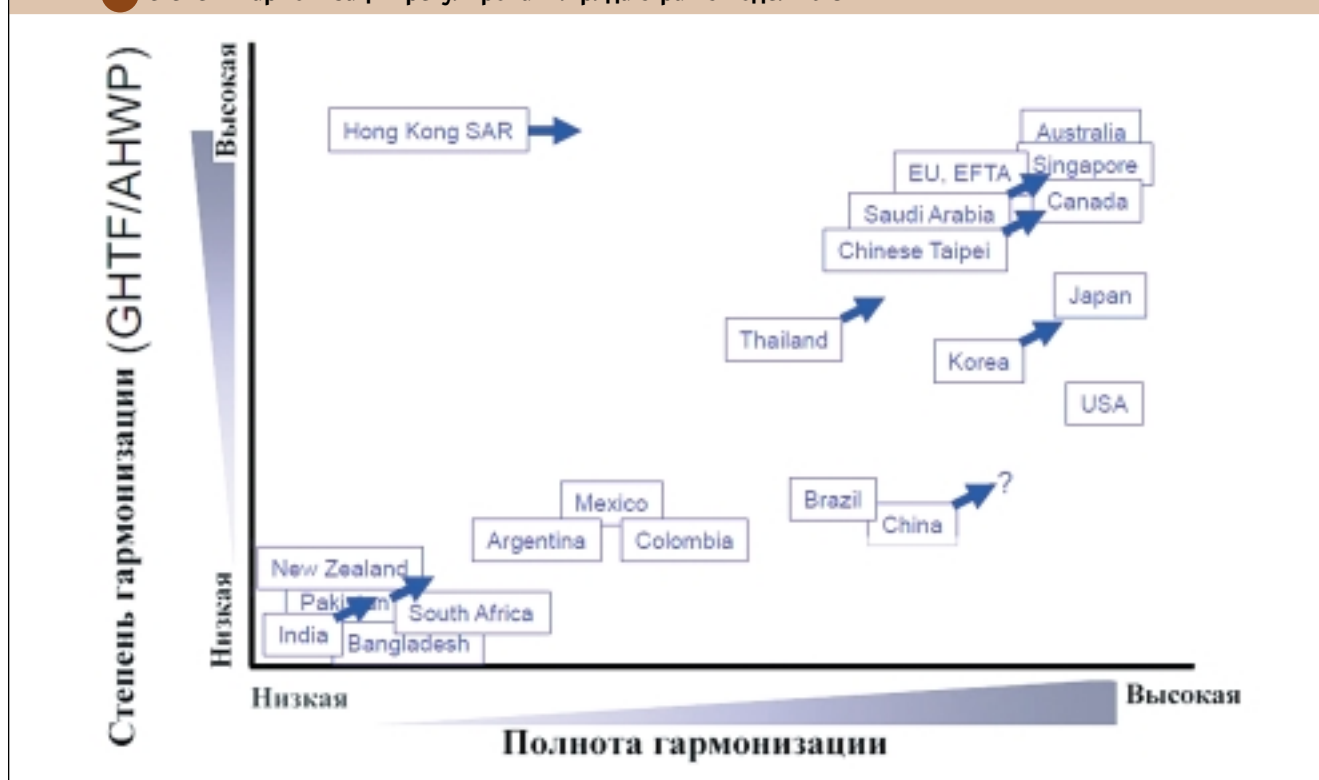 Высокая
Степень гармонизации (GHTF/AHWP)
Hong Kong SAR
Australia
Singapore
EU, EFTA
Canada
Saudi Arabia
Chinese Taipei
Japan
Thailand
Korea
USA
Mexico
Brazil
?
China
Argentina
Colombia
New Zealand
Pakistan
South Africa
India
Bangladesh
Низкая
Низкая
Высокая
Полнота гармонизации